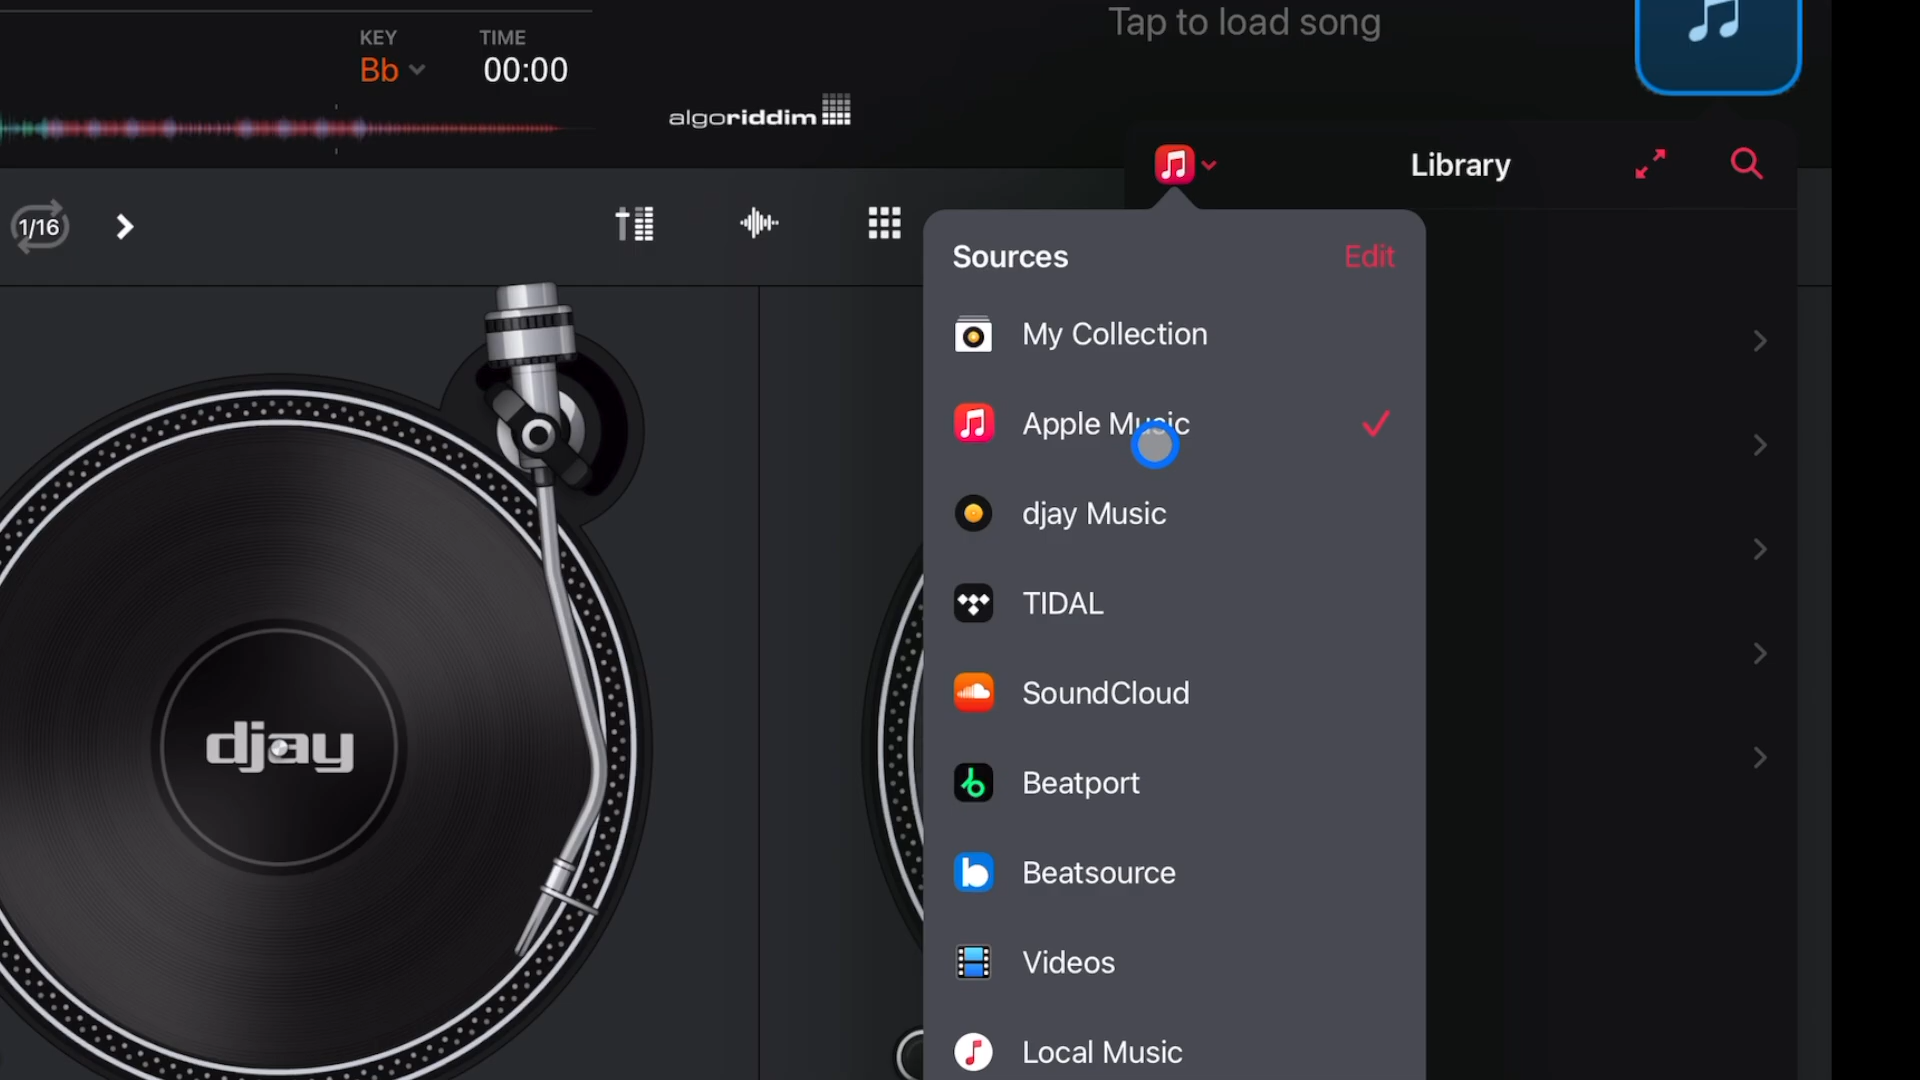 KEY
TIME
Bb
00:00
algoriddim
Tap to load song
Library
1/16
Sources
Edit
My Collection
Apple Music
djay Music
TIDAL
SoundCloud
Beatport
Beatsource
Videos
Local Music
djay